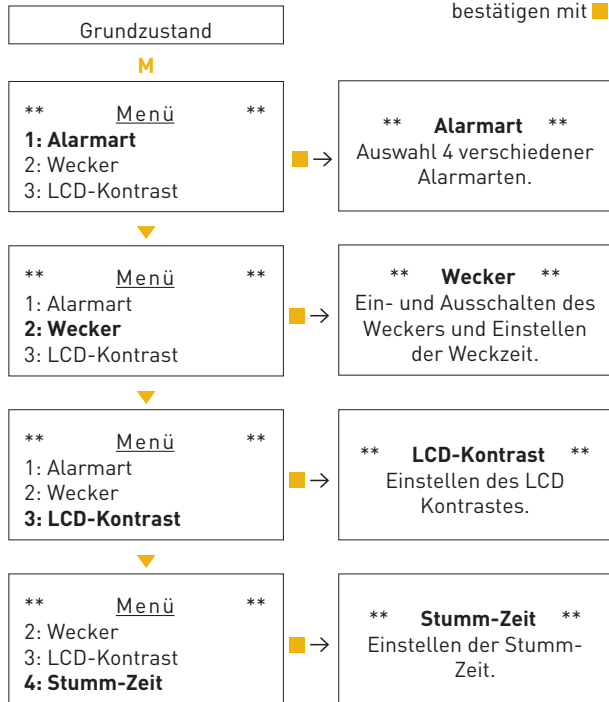 bestätigen mit
Grundzustand
M
** Menü **
1: Alarmart
2: Wecker
3: LCD-Kontrast
** Alarmart **
Auswahl 4 verschiedener
Alarmarten.
** Menü **
1: Alarmart
2: Wecker
3: LCD-Kontrast
** Wecker **
Ein- und Ausschalten des
Weckers und Einstellen
der Weckzeit.
** Menü **
1: Alarmart
2: Wecker
3: LCD-Kontrast
** LCD-Kontrast **
Einstellen des LCD
Kontrastes.
** Menü **
2: Wecker
3: LCD-Kontrast
4: Stumm-Zeit
** Stumm-Zeit **
Einstellen der Stumm-
Zeit.